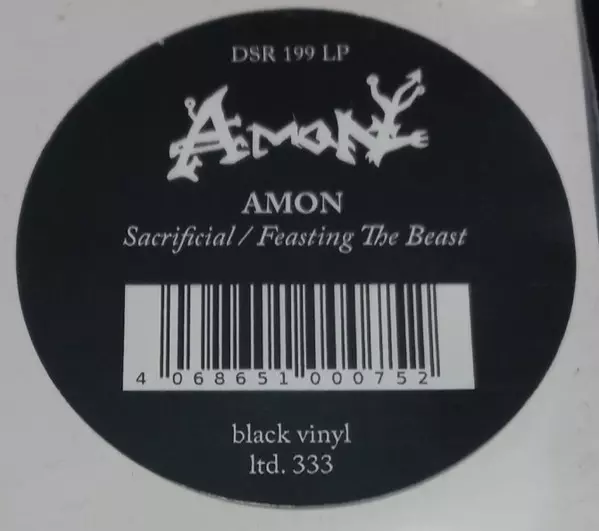 DSR 199 LP
AMON
AMON
Sacrificial / Feasting The Beast
4 068651 000752
black vinyl
ltd. 333